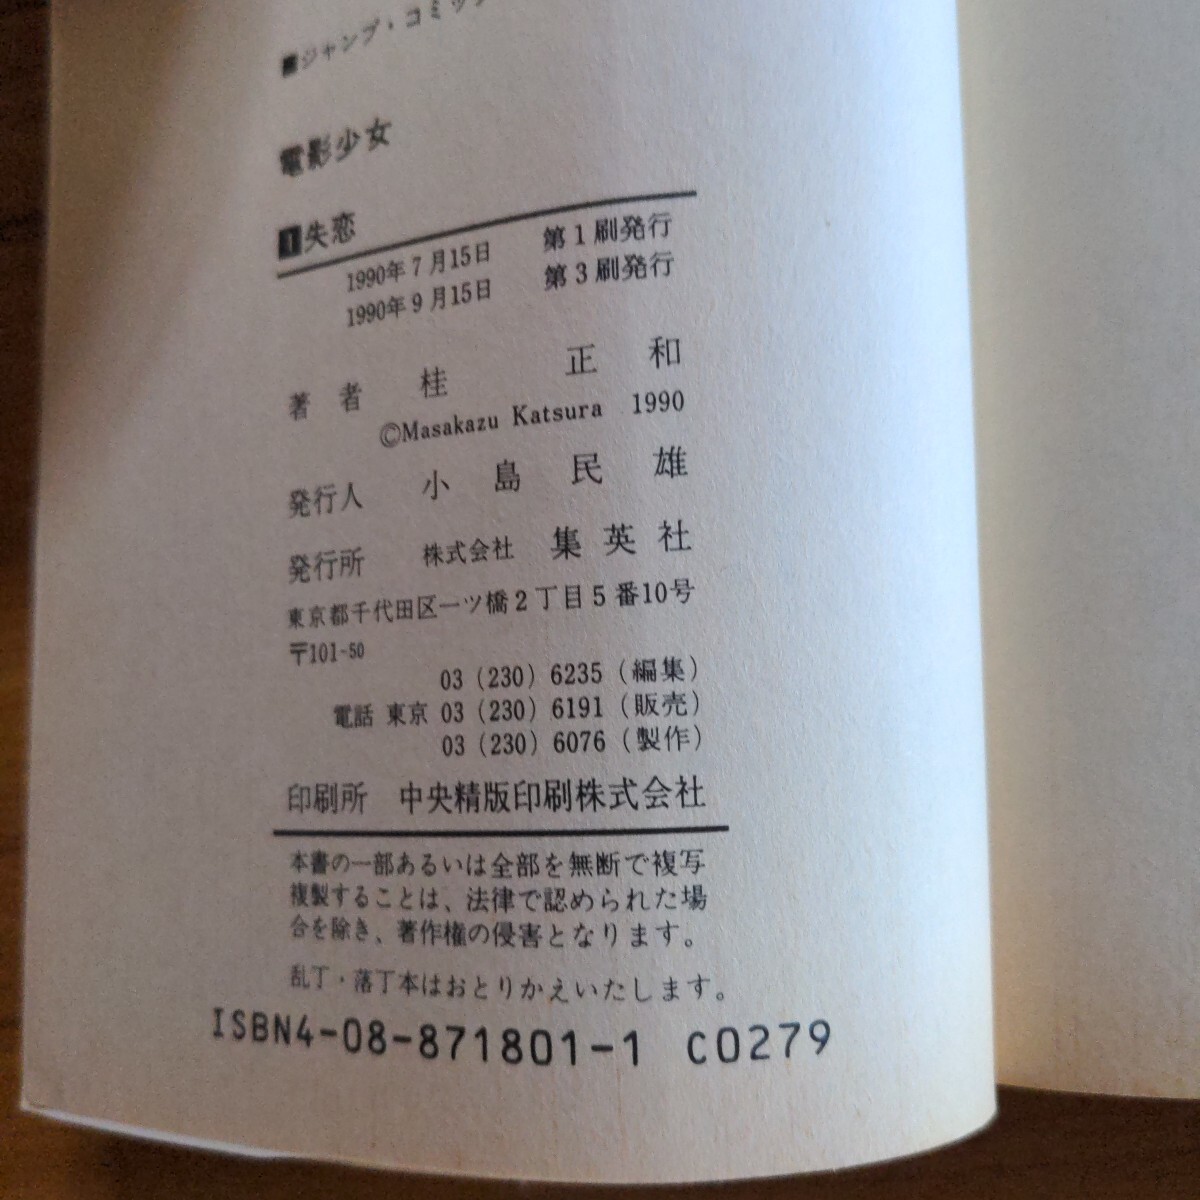 ■ジャンプ・コミックス
電影少女
1失恋
1990年7月15日 第1刷発行
1990年9月15日 第3刷発行
著者 桂 正 和
©Masakazu Katsura 1990
発行人 小島民雄
発行所 株式会社 集英社
東京都千代田区一ツ橋2丁目5番10号
〒101-50
03(230)6235(編集)
電話 東京 03(230)6191(販売)
03(230)6076(製作)
印刷所 中央精版印刷株式会社
本書の一部あるいは全部を無断で複写
複製することは、法律で認められた場
合を除き、著作権の侵害となります。
乱丁・落丁本はおとりかえいたします。
ISBN4-08-871801-1 C0279